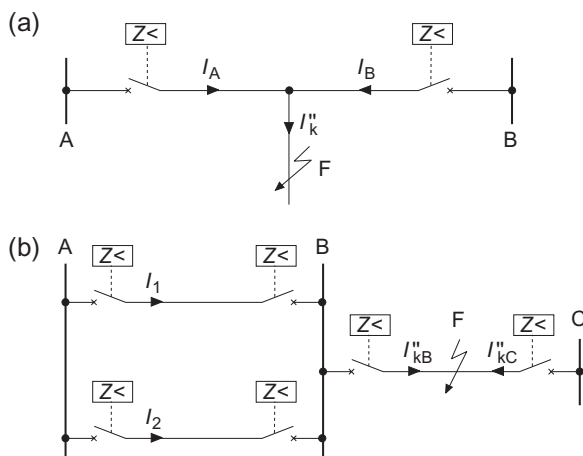 (a)
Z< Z<
I_A I_B
I"_k
A B
F
(b)
A B
Z< Z<
I_1
C
Z< F Z<
I"_kB I"_kC
Z< Z<
I_2